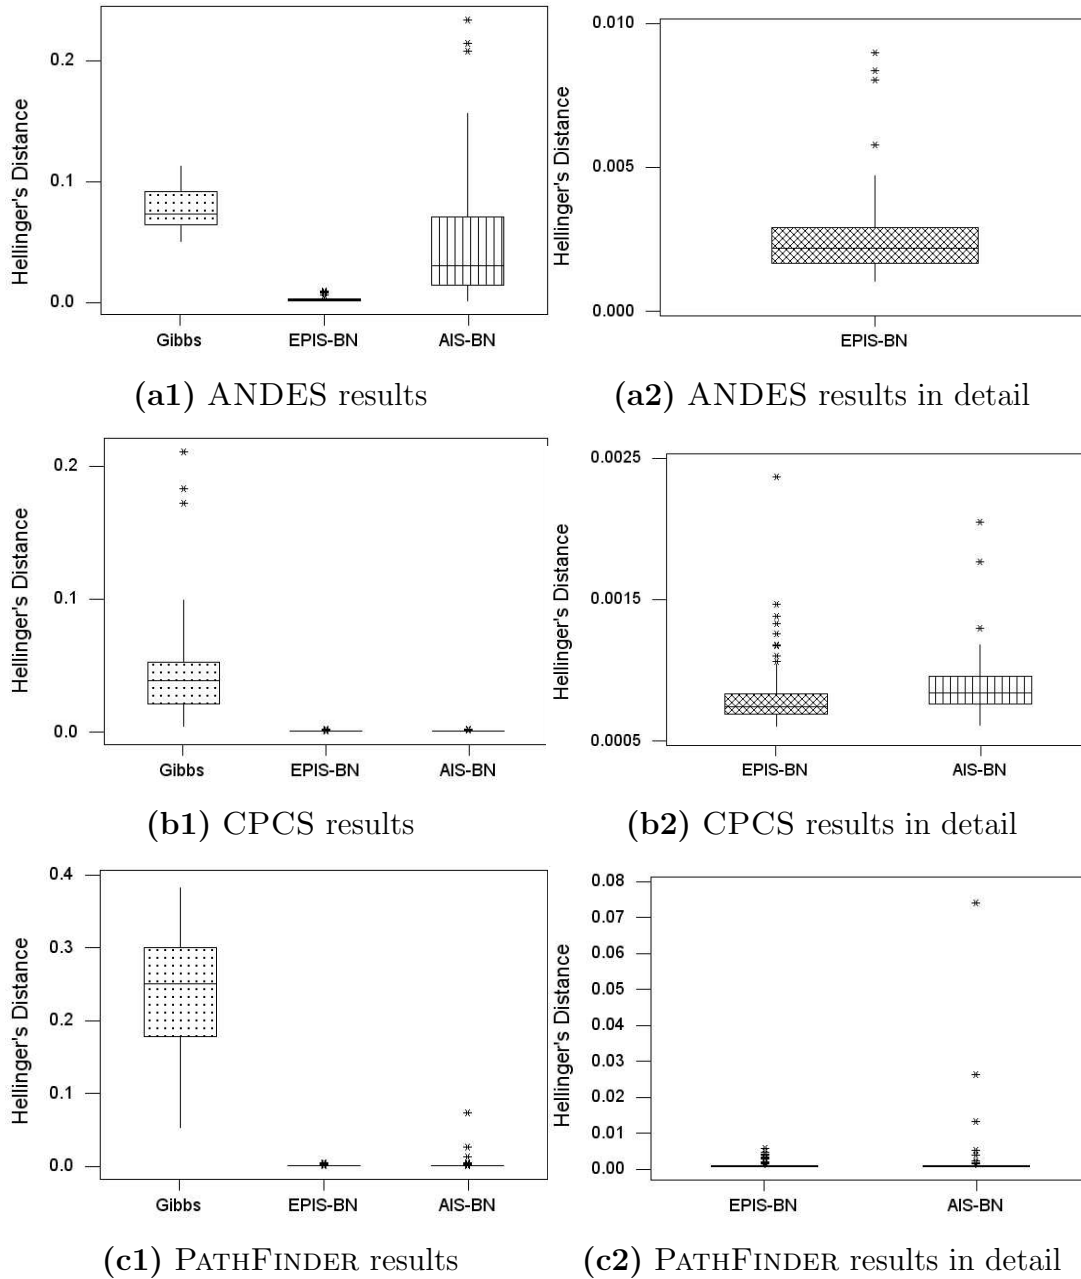 Hellinger's Distance
0.2
0.1
0.0
Gibbs EPIS-BN AIS-BN
(a1) ANDES results
Hellinger's Distance
0.010
0.005
0.000
EPIS-BN
(a2) ANDES results in detail
Hellinger's Distance
0.2
0.1
0.0
Gibbs EPIS-BN AIS-BN
(b1) CPCS results
Hellinger's Distance
0.0025
0.0015
0.0005
EPIS-BN AIS-BN
(b2) CPCS results in detail
Hellinger's Distance
0.4
0.3
0.2
0.1
0.0
Gibbs EPIS-BN AIS-BN
(c1) PATHFINDER results
Hellinger's Distance
0.08
0.07
0.06
0.05
0.04
0.03
0.02
0.01
0.00
EPIS-BN AIS-BN
(c2) PATHFINDER results in detail